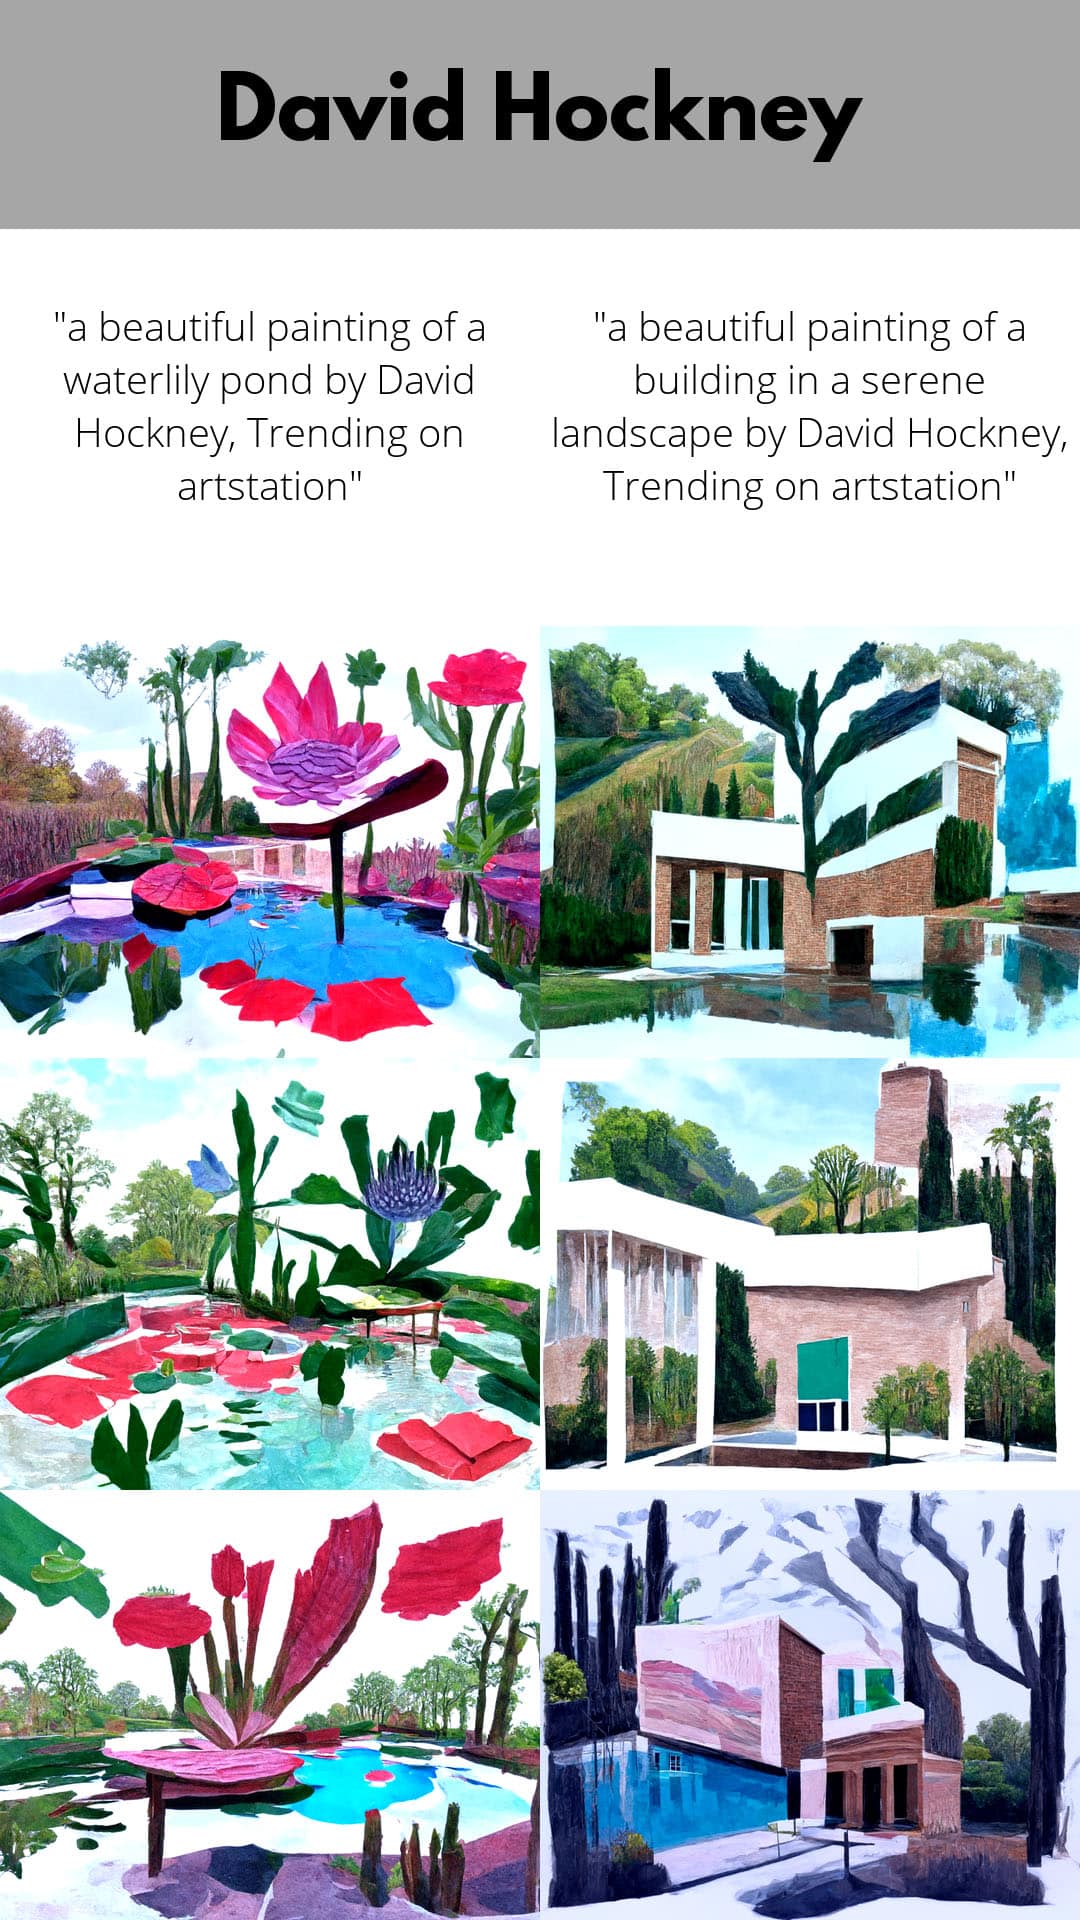 David Hockney
"a beautiful painting of a
waterlily pond by David
Hockney, Trending on
artstation"
"a beautiful painting of a
building in a serene
landscape by David Hockney,
Trending on artstation"